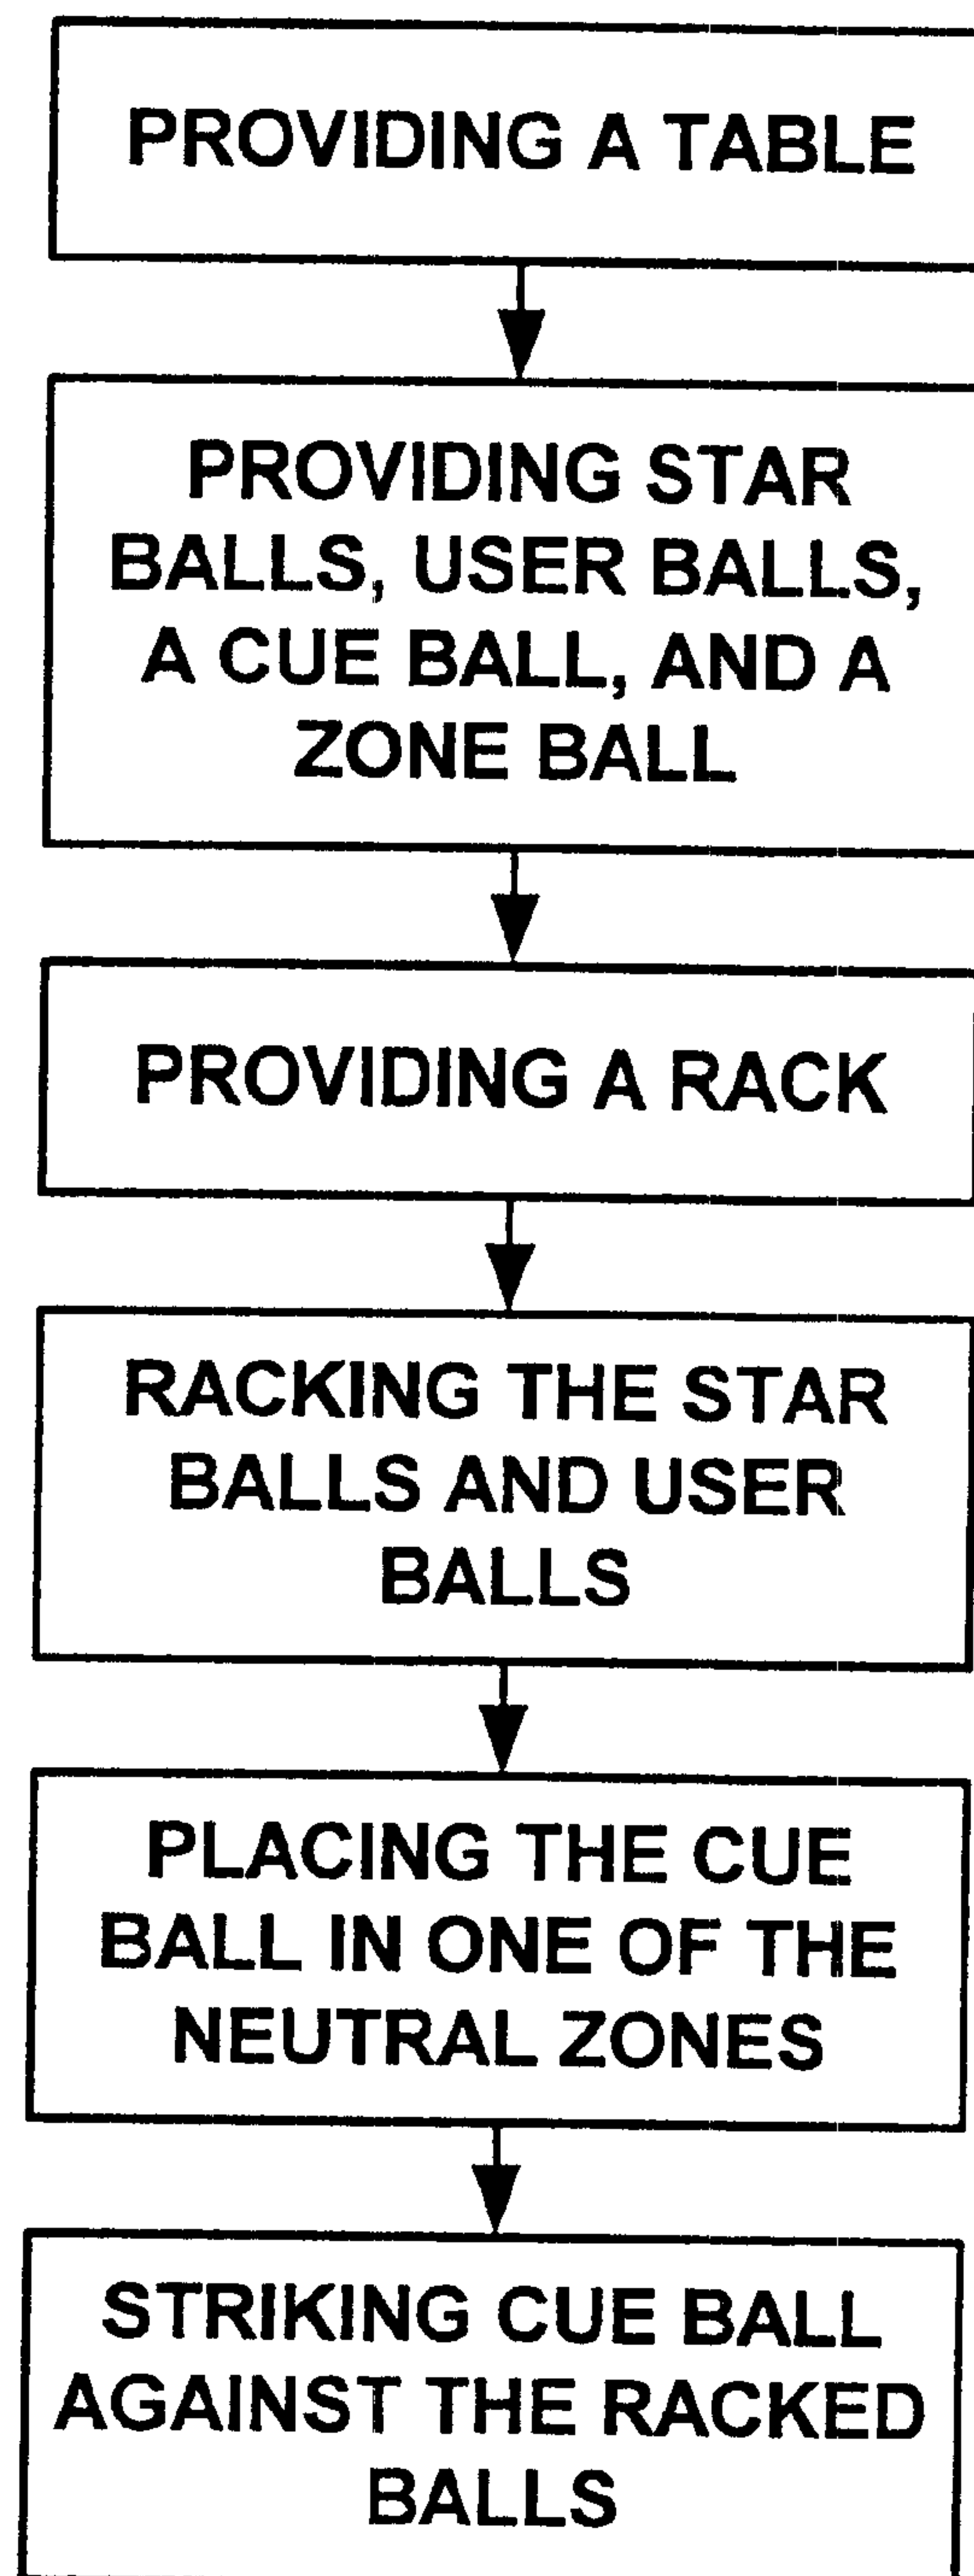 PROVIDING A TABLE
PROVIDING STAR
BALLS, USER BALLS,
A CUE BALL, AND A
ZONE BALL
PROVIDING A RACK
RACKING THE STAR
BALLS AND USER
BALLS
PLACING THE CUE
BALL IN ONE OF THE
NEUTRAL ZONES
STRIKING CUE BALL
AGAINST THE RACKED
BALLS